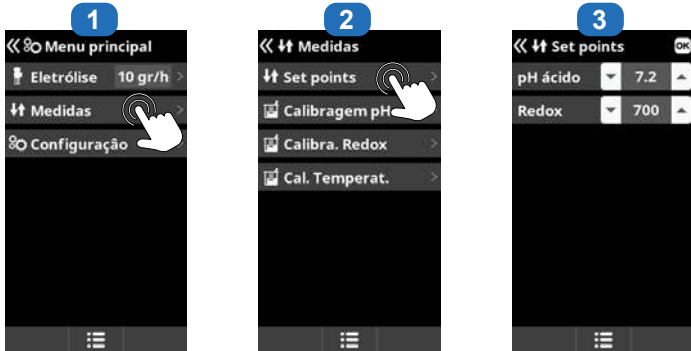 1
Menu principal
Eletrólise 10 gr/h
Medidas
Configuraçâo
2
Medidas
Set points
Calibragem pH
Calibra. Redox
Cal. Temperat.
3
Set points OK
pH ácido 7.2
Redox 700